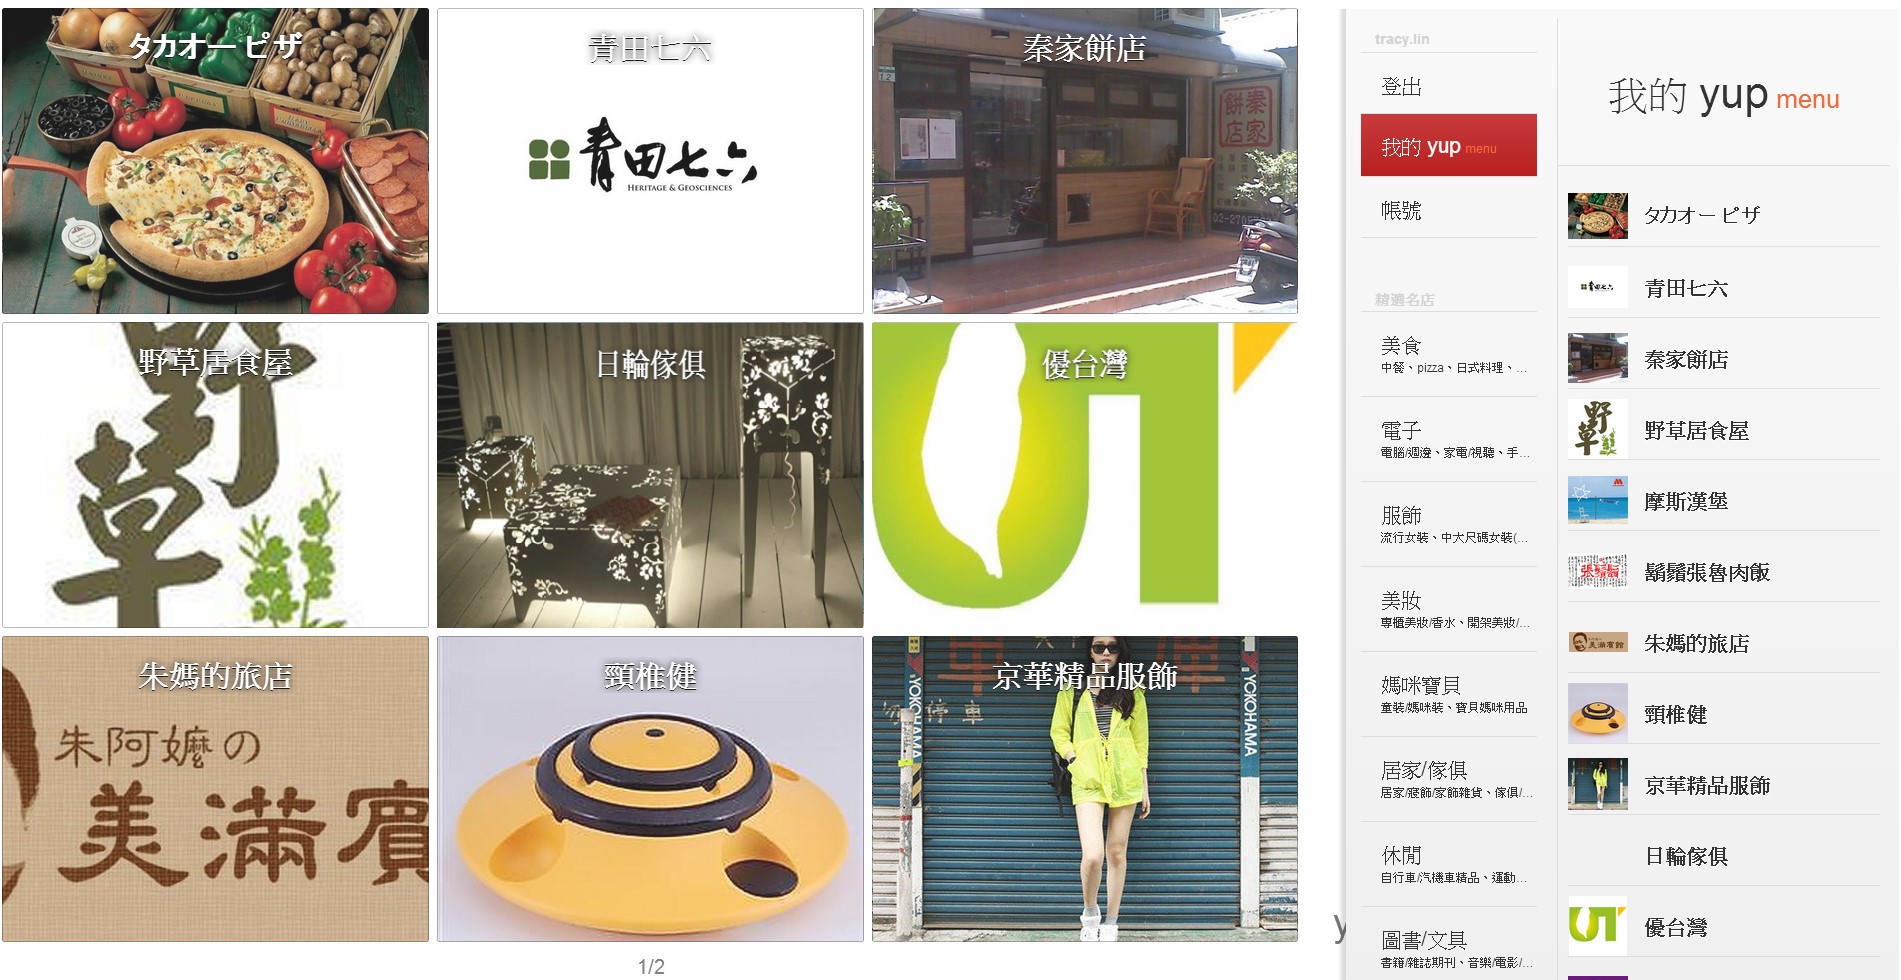 タカオーピザ
青田七六
青田七六
HERITAGE & GEOSCIENCES
秦家餅店
秦家
餅店
野草居食屋
野草
日輪傢俱
優台灣
朱媽的旅店
朱阿嬤の
美滿賓
頸椎健
京華精品服飾
勿停車
YOKOHAMA
YOKOHAMA
1/2
y
tracy.lin
登出
我的 yup menu
帳號
精選名店
美食
中餐、pizza、日式料理、...
電子
電腦/週邊、家電/視聽、手...
服飾
流行女裝、中大尺碼女裝(...
美妝
專櫃美妝/香水、開架美妝/...
媽咪寶貝
童裝/媽咪裝、寶貝媽咪用品
居家/傢俱
居家/寢飾/家飾雜貨、傢俱/...
休閒
自行車/汽機車精品、運動...
圖書/文具
書籍/雜誌期刊、音樂/電影/...
我的 yup menu
タカオーピザ
青田七六
秦家餅店
野草居食屋
摩斯漢堡
鬍鬚張魯肉飯
朱媽的旅店
頸椎健
京華精品服飾
日輪傢俱
優台灣